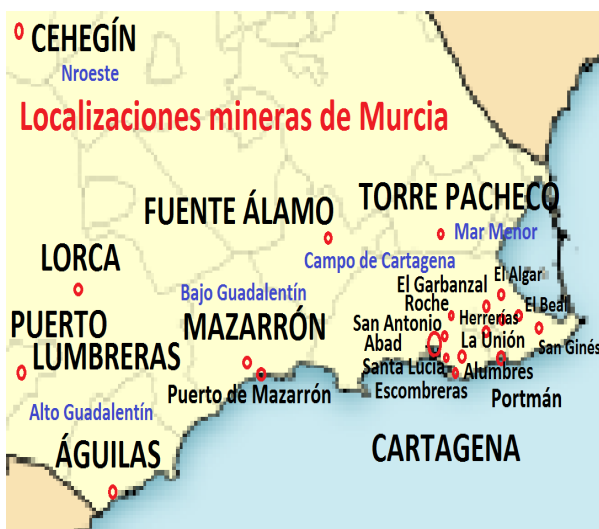 CEHEGÍN
Nroeste
Localizaciones mineras de Murcia
TORRE PACHECO
FUENTE ÁLAMO
Mar Menor
LORCA
Campo de Cartagena
El Algar
El Garbanzal
Bajo Guadalentín
Roche
El Beal
PUERTO
LUMBRERAS
MAZARRÓN
San Antonio
Abad
Herrerías
La Unión
San Ginés
Santa Lucía
Alumbres
Puerto de Mazarrón
Escombreras
Portmán
Alto Guadalentín
ÁGUILAS
CARTAGENA